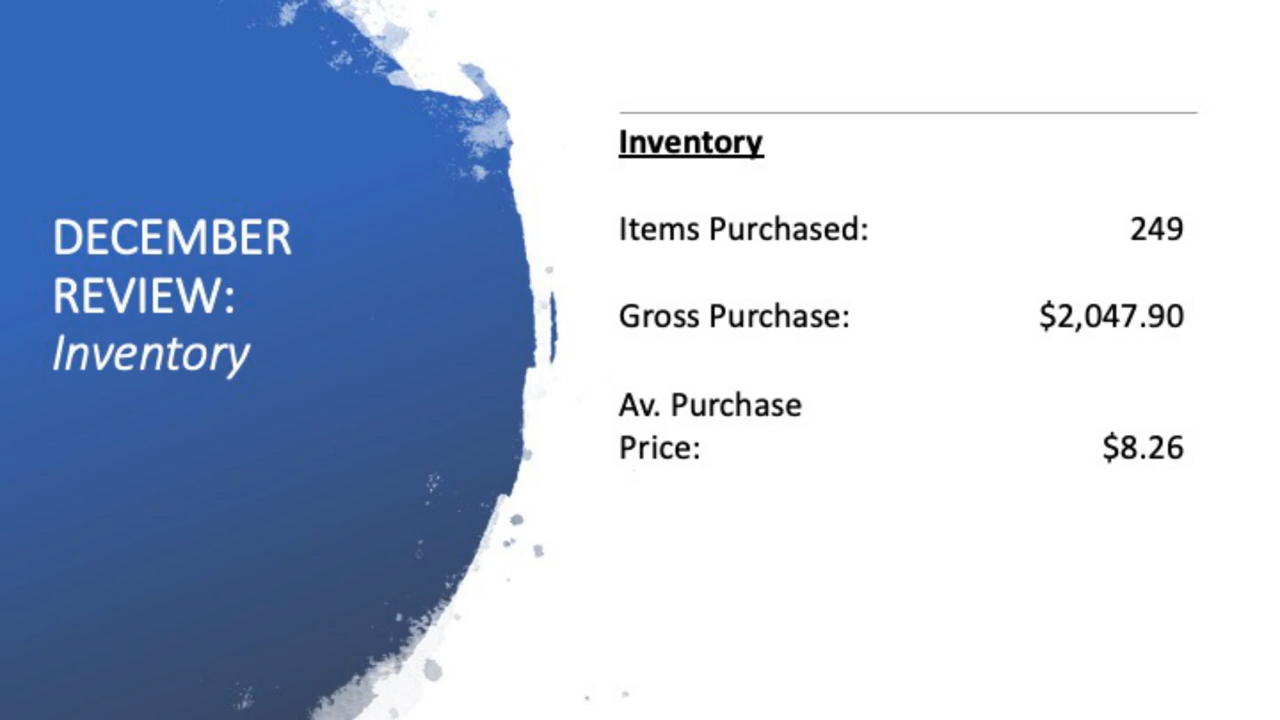 DECEMBER
REVIEW:
Inventory
Inventory
Items Purchased: 249
Gross Purchase: $2,047.90
Av. Purchase
Price: $8.26